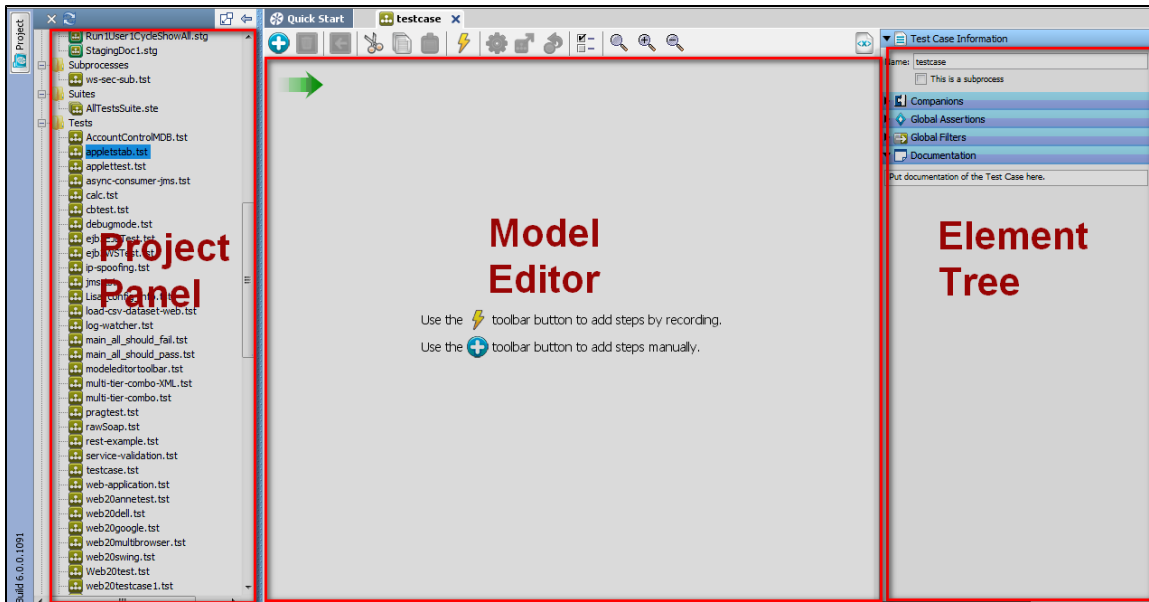 Project
Build 6.0.0.1091
Run1User1CycleShowAll.stg
StagingDoc1.stg
Subprocesses
ws-sec-sub.tst
Suites
AllTestsSuite.ste
Tests
AccountControlMDB.tst
appletstab.tst
applettest.tst
async-consumer-jms.tst
calc.tst
cbtest.tst
debugmode.tst
ip-spoofing.tst
load-csv-dataset-web.tst
log-watcher.tst
main_all_should_fail.tst
main_all_should_pass.tst
modeleditortoolbar.tst
multi-tier-combo-XML.tst
multi-tier-combo.tst
pragtest.tst
rawSoap.tst
rest-example.tst
service-validation.tst
testcase.tst
web-application.tst
web20annetest.tst
web20dell.tst
web20google.tst
web20multibrowser.tst
web20swing.tst
Web20test.tst
web20testcase1.tst
Project
Panel
Quick Start
testcase
Model
Editor
Use the toolbar button to add steps by recording.
Use the toolbar button to add steps manually.
Test Case Information
Name: testcase
This is a subprocess
Companions
Global Assertions
Global Filters
Documentation
Put documentation of the Test Case here.
Element
Tree